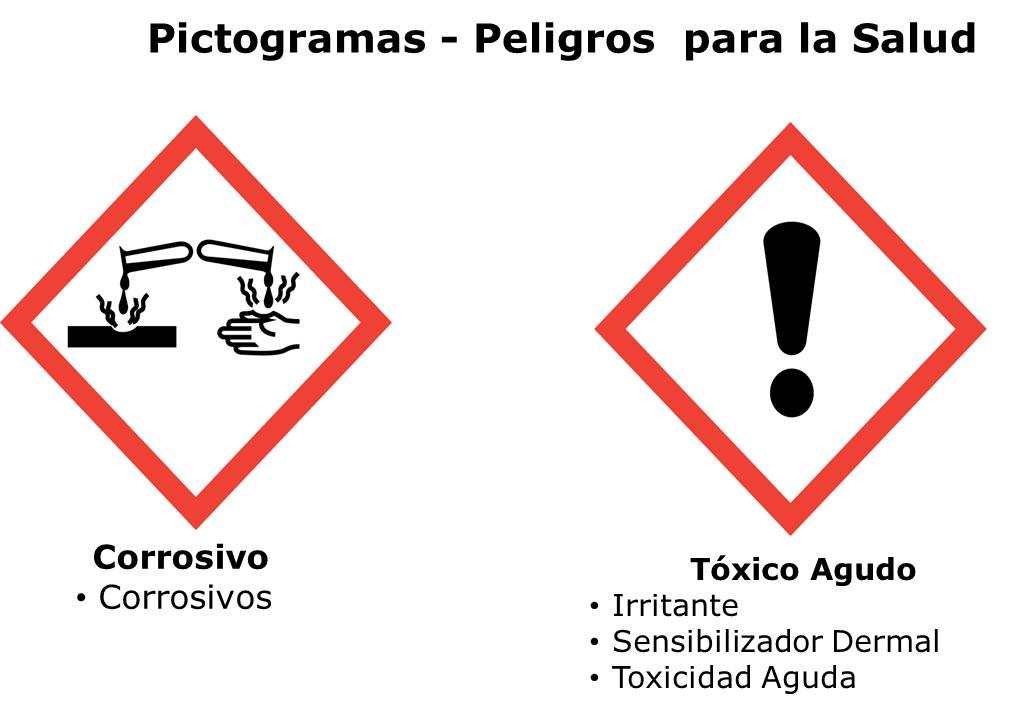 Pictogramas - Peligros para la Salud
Corrosivo
• Corrosivos
Tóxico Agudo
• Irritante
• Sensibilizador Dermal
• Toxicidad Aguda